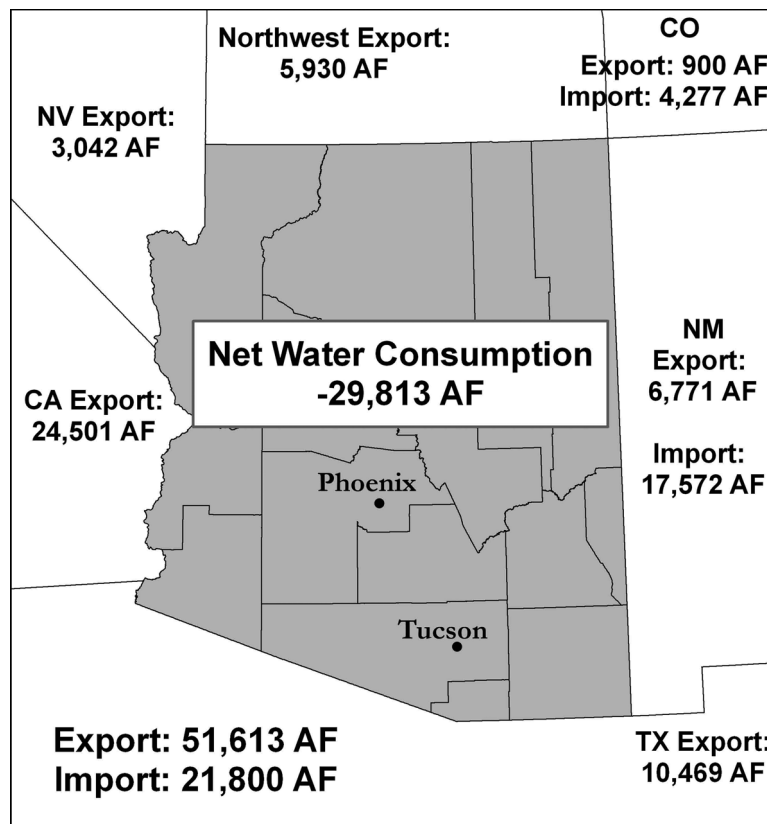 Northwest Export:
5,930 AF
CO
Export: 900 AF
Import: 4,277 AF
NV Export:
3,042 AF
Net Water Consumption
-29,813 AF
NM
Export:
6,771 AF
Import:
17,572 AF
CA Export:
24,501 AF
Phoenix
Tucson
Export: 51,613 AF
Import: 21,800 AF
TX Export:
10,469 AF